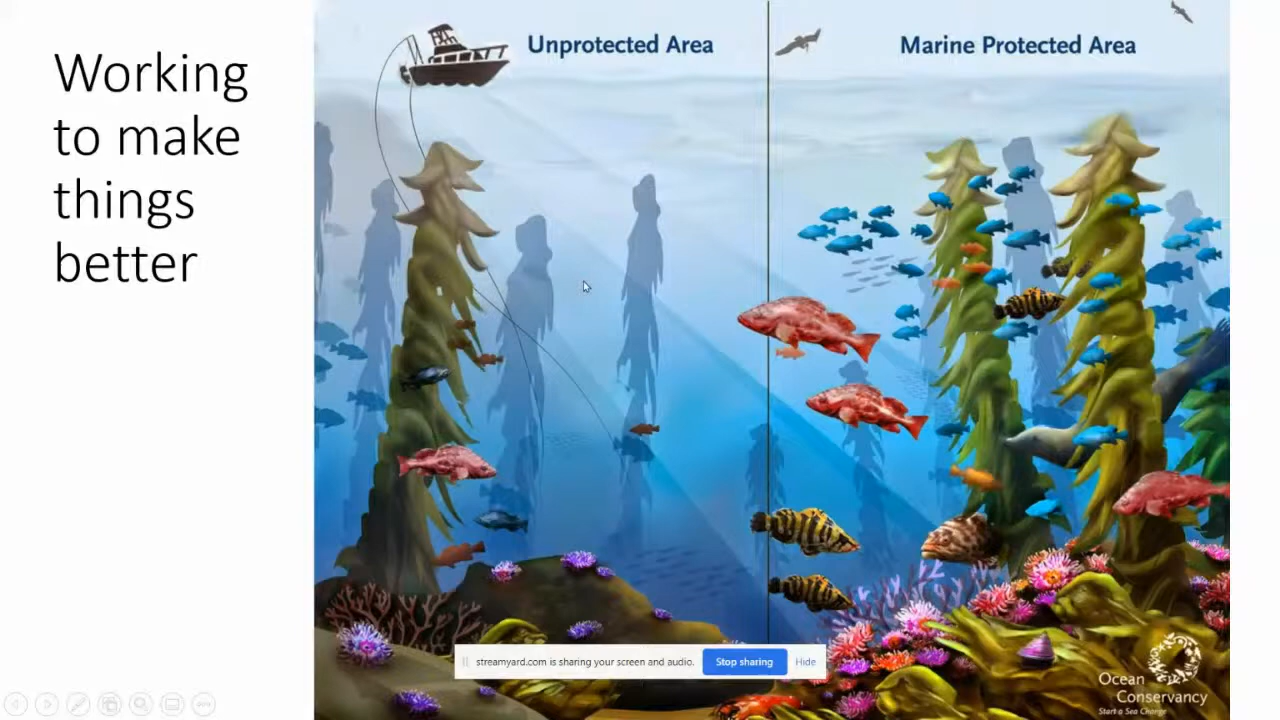 Working
to make
things
better
Unprotected Area
Marine Protected Area
streamyard.com is sharing your screen and audio.
Stop sharing
Hide
Ocean
Conservancy
Start a Sea Change